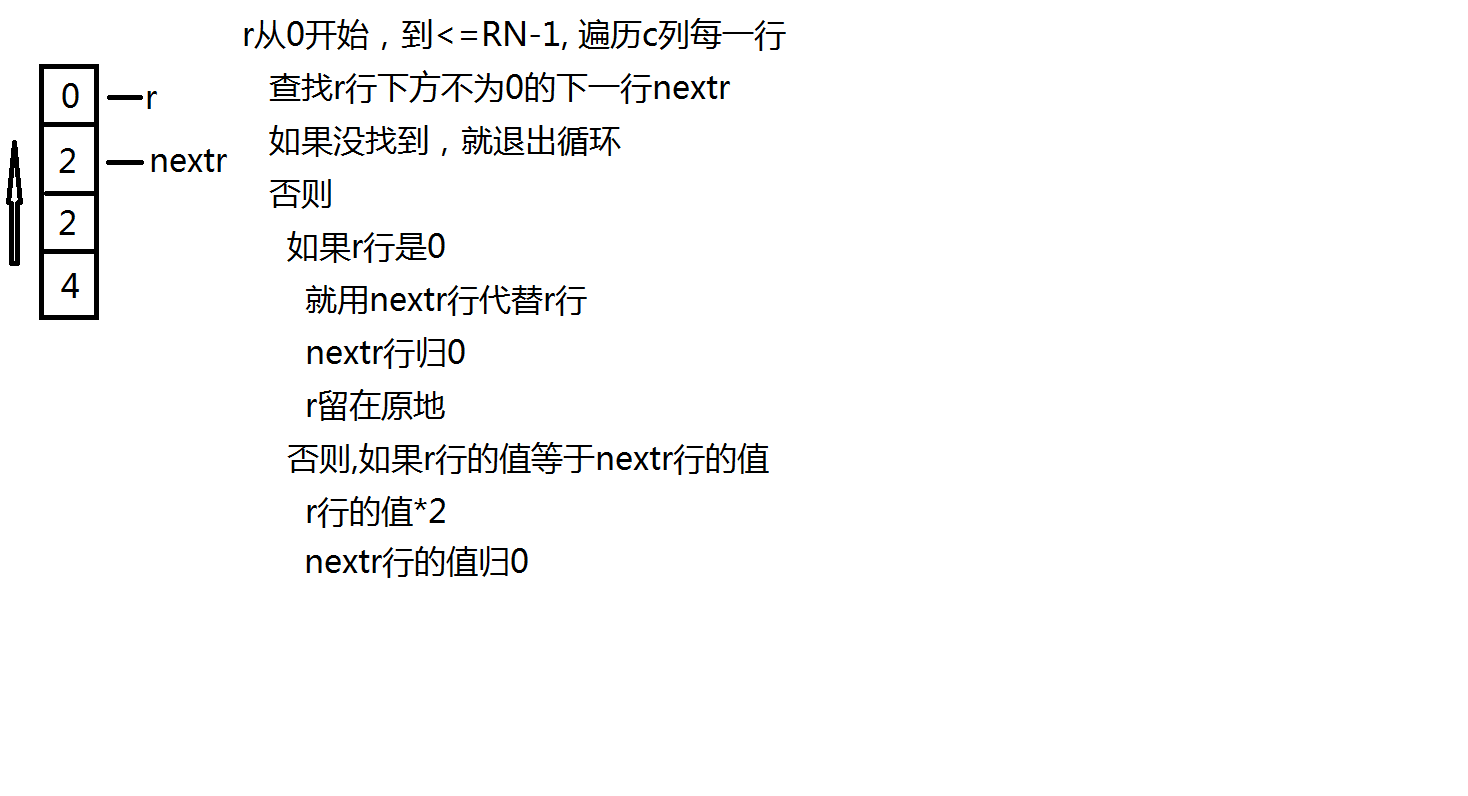 r从0开始，到<=RN-1, 遍历c列每一行
查找r行下方不为0的下一行nextr
如果没找到，就退出循环
否则
如果r行是0
就用nextr行代替r行
nextr行归0
r留在原地
否则,如果r行的值等于nextr行的值
r行的值*2
nextr行的值归0
0 r
2 nextr
2
4